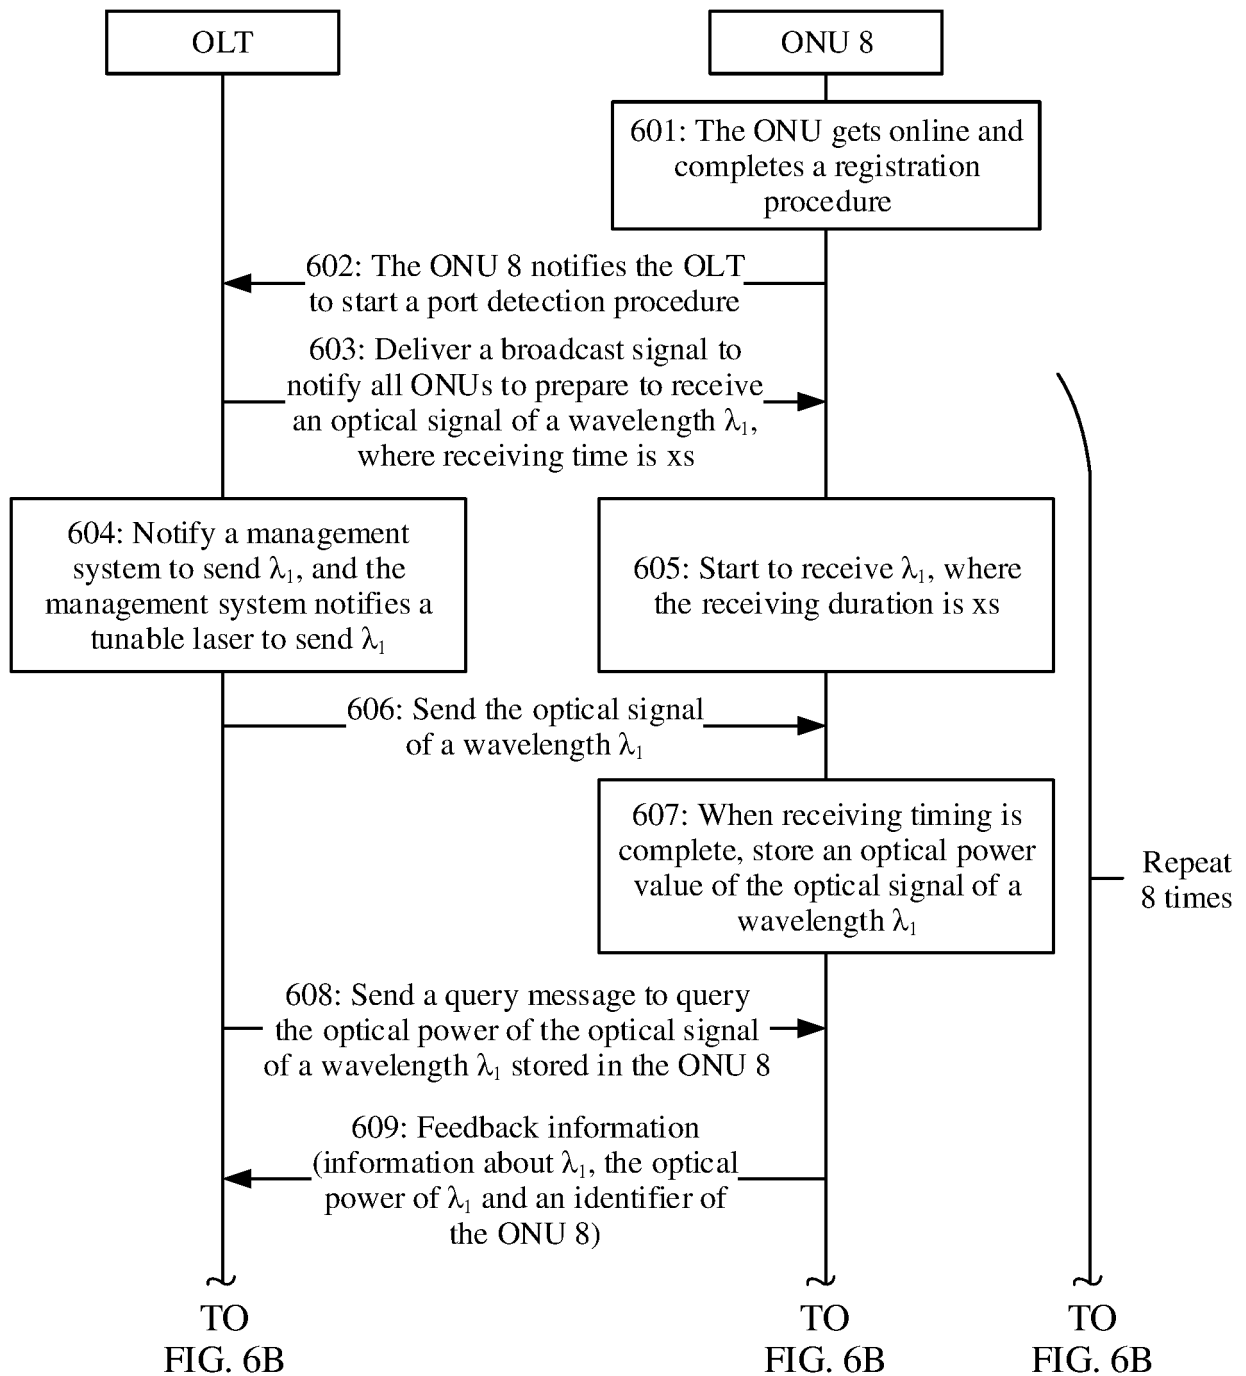 OLT
ONU 8
601: The ONU gets online and
completes a registration
procedure
602: The ONU 8 notifies the OLT
to start a port detection procedure
603: Deliver a broadcast signal to
notify all ONUs to prepare to receive
an optical signal of a wavelength λ₁,
where receiving time is xs
604: Notify a management
system to send λ₁, and the
management system notifies a
tunable laser to send λ₁
605: Start to receive λ₁, where
the receiving duration is xs
606: Send the optical signal
of a wavelength λ₁
607: When receiving timing is
complete, store an optical power
value of the optical signal of a
wavelength λ₁
Repeat
8 times
608: Send a query message to query
the optical power of the optical signal
of a wavelength λ₁ stored in the ONU 8
609: Feedback information
(information about λ₁, the optical
power of λ₁ and an identifier of
the ONU 8)
TO
FIG. 6B
TO
FIG. 6B
TO
FIG. 6B